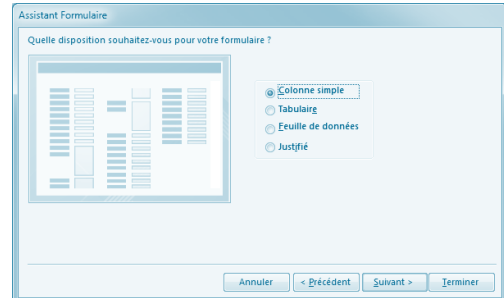 Assistant Formulaire
Quelle disposition souhaitez-vous pour votre formulaire ?
Colonne simple
Tabulaire
Feuille de données
Justifié
Annuler
< Précédent
Suivant >
Terminer